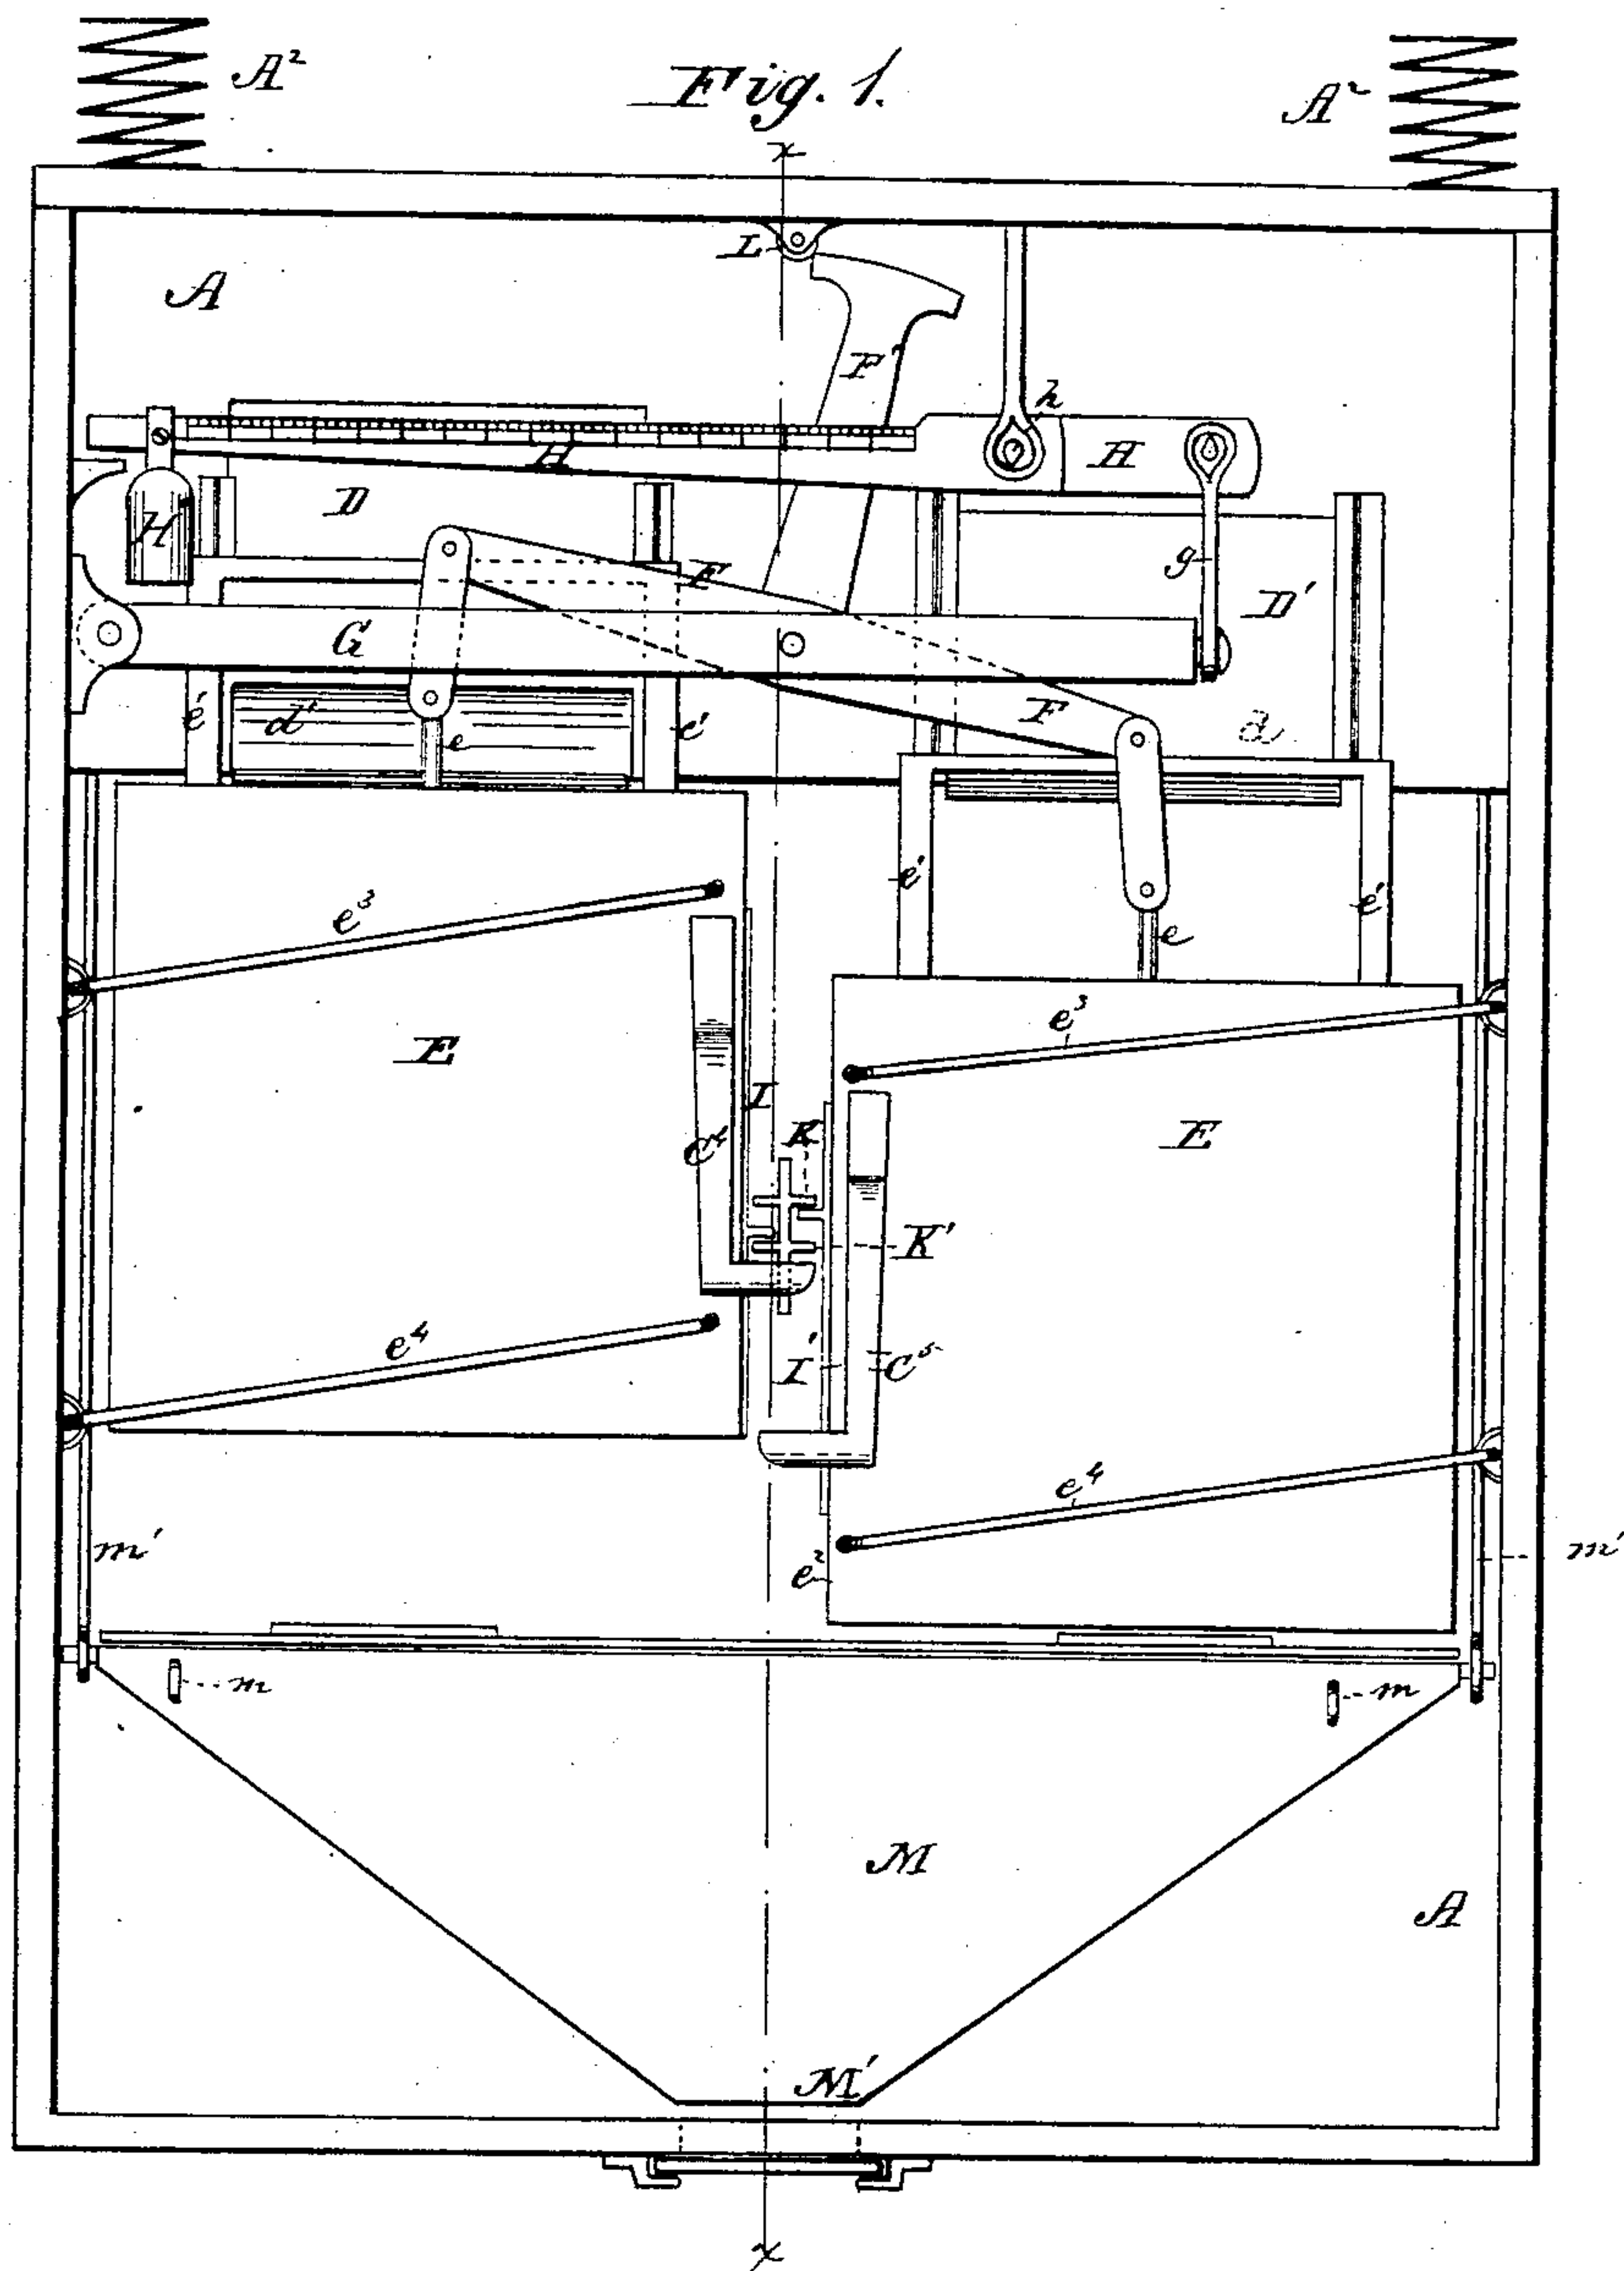 A²
Fig. 1.
A²
x
L
A
F'
h
H
H
D
H
g
F
D'
G
e'
d'
e
e'
F
d
e'
e'
e
e³
e³
E
I
C⁴
K
E
K'
e⁴
I'
C⁵
e⁴
m'
e²
m'
m
m
M
A
M'
x